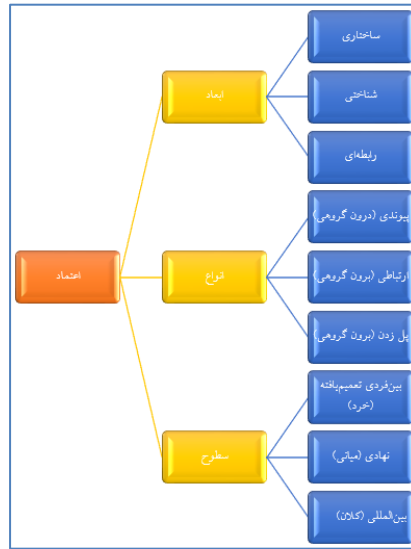 اعتماد
ابعاد
ساختاری
شناختی
رابطه‌ای
انواع
پیوندی (درون گروهی)
ارتباطی (برون گروهی)
پل زدن (برون گروهی)
سطوح
بین‌فردی تعمیم‌یافته
(خرد)
نهادی (میانی)
بین‌المللی (کلان)